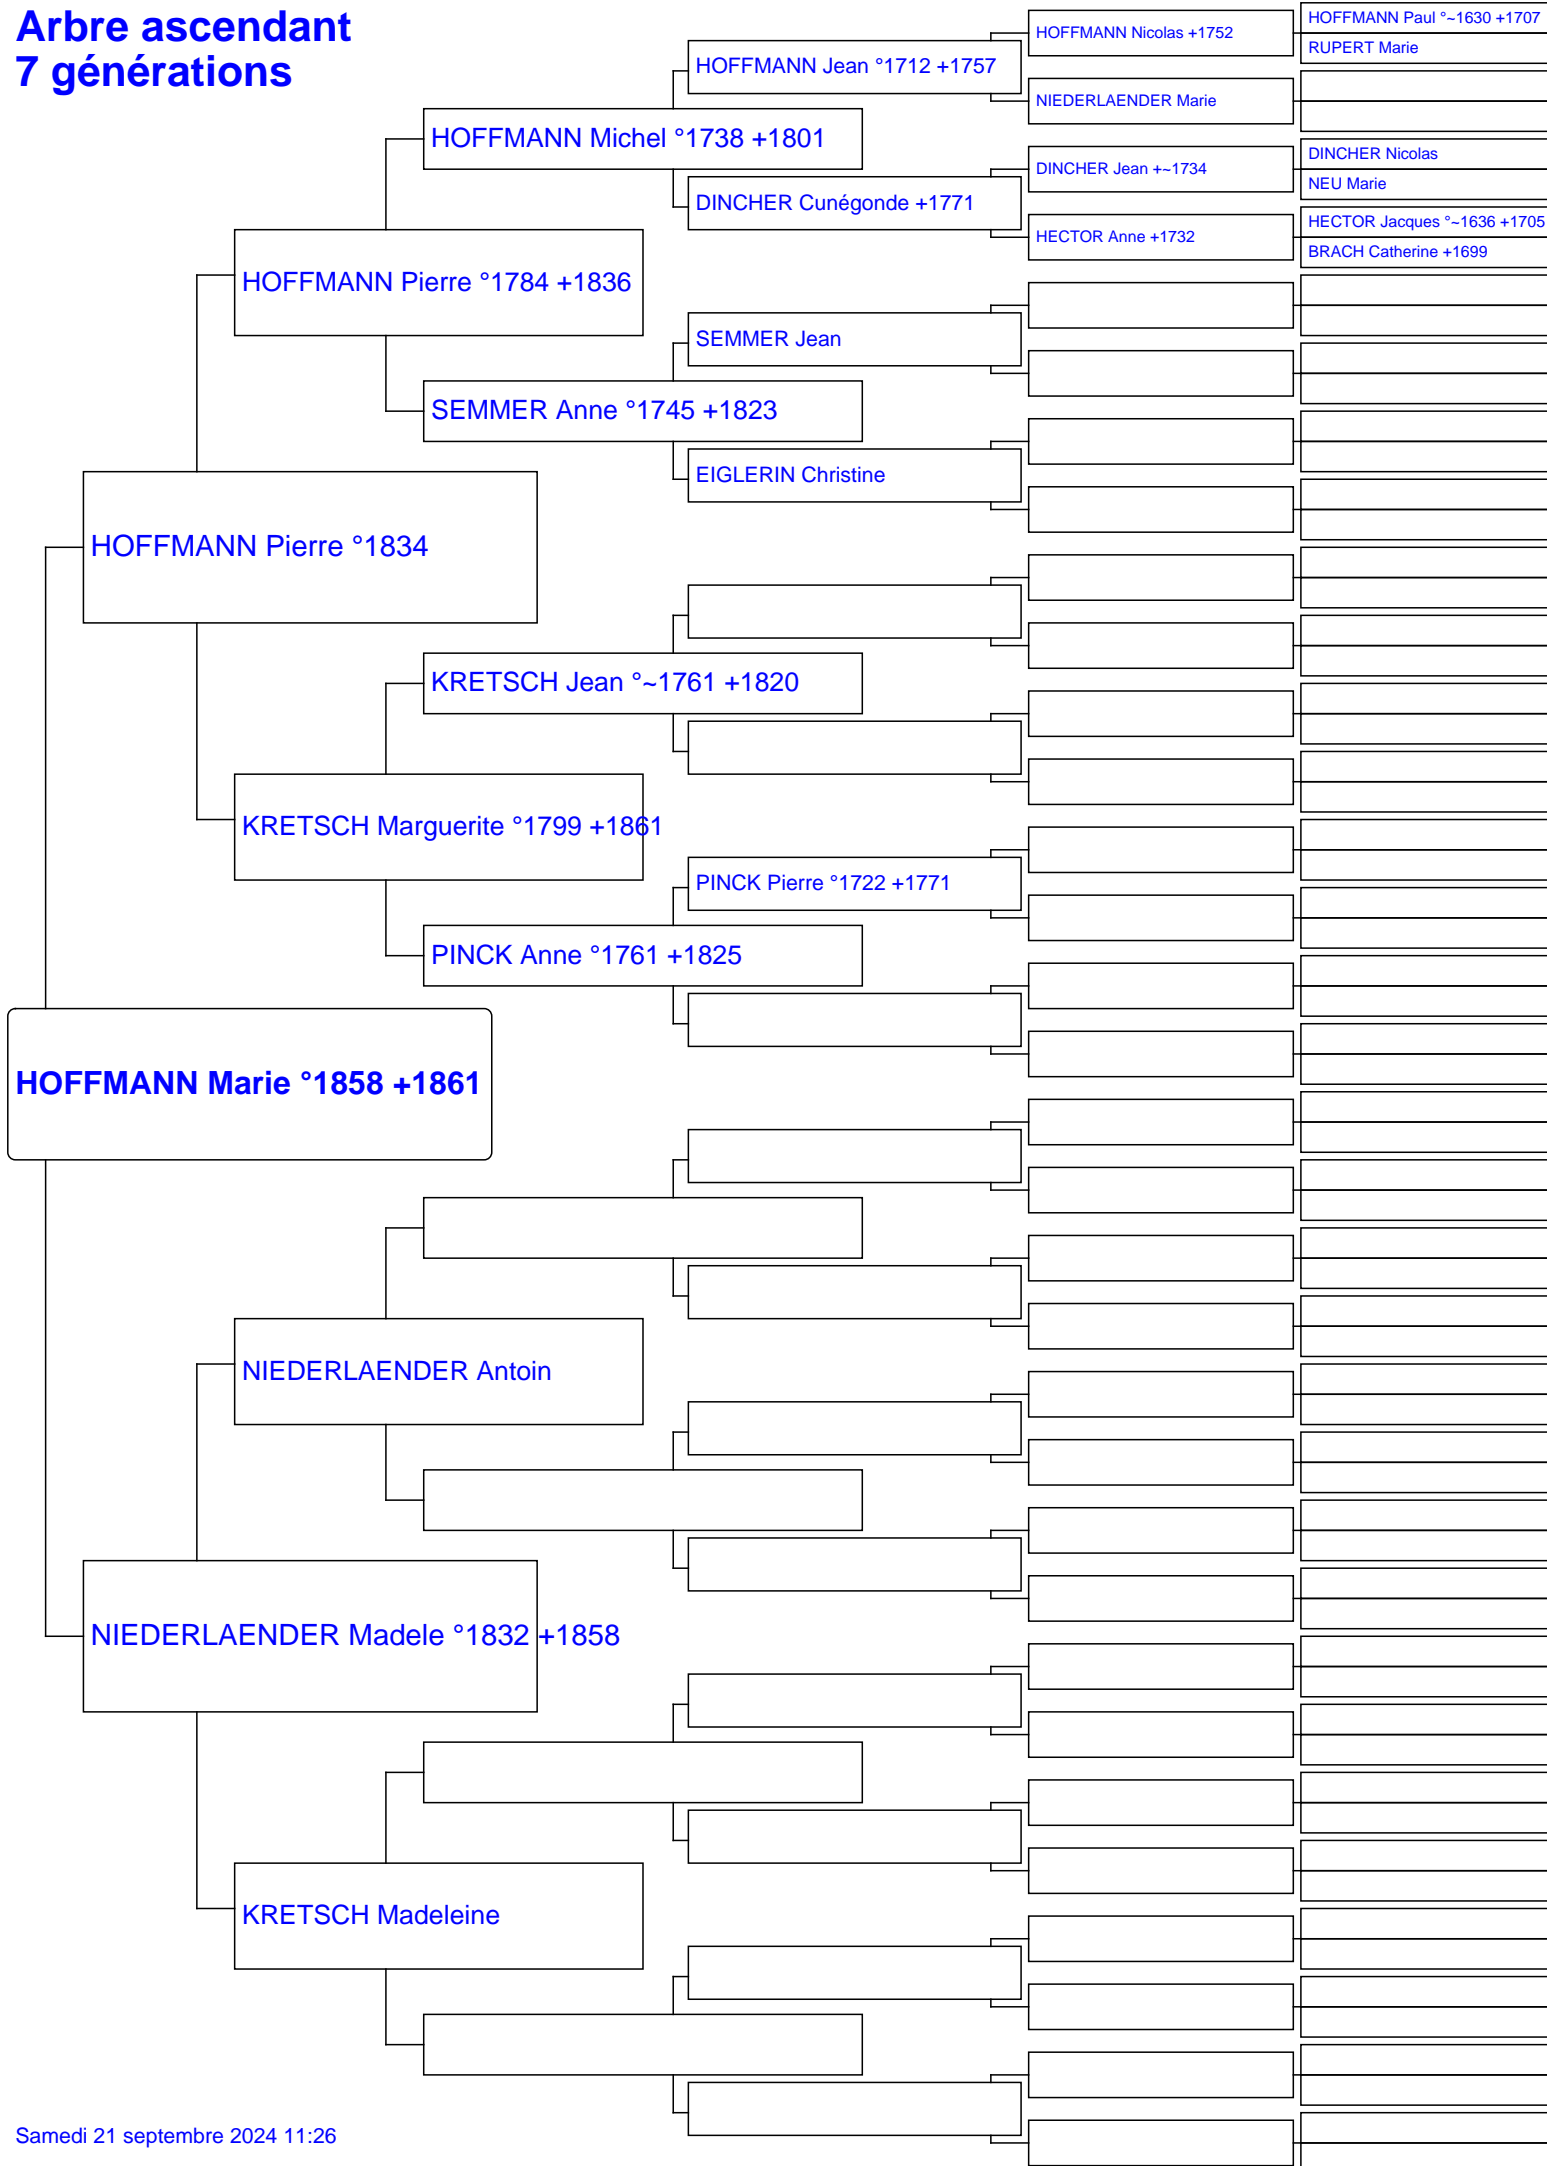 Arbre ascendant
7 générations
HOFFMANN Marie °1858 +1861
HOFFMANN Pierre °1834
NIEDERLAENDER Madele °1832 +1858
HOFFMANN Pierre °1784 +1836
KRETSCH Marguerite °1799 +1861
NIEDERLAENDER Antoin
KRETSCH Madeleine
HOFFMANN Michel °1738 +1801
SEMMER Anne °1745 +1823
KRETSCH Jean °~1761 +1820
PINCK Anne °1761 +1825
HOFFMANN Jean °1712 +1757
DINCHER Cunégonde +1771
SEMMER Jean
EIGLERIN Christine
PINCK Pierre °1722 +1771
HOFFMANN Nicolas +1752
NIEDERLAENDER Marie
DINCHER Jean +~1734
HECTOR Anne +1732
HOFFMANN Paul °~1630 +1707
RUPERT Marie
DINCHER Nicolas
NEU Marie
HECTOR Jacques °~1636 +1705
BRACH Catherine +1699
Samedi 21 septembre 2024 11:26